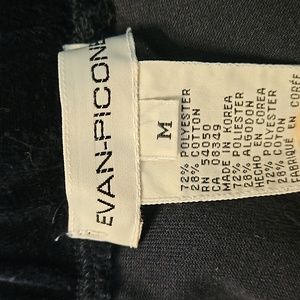 EVAN-PICONE
M
72% POLYESTER
28% COTTON
RN 54050
CA 08349
MADE IN KOREA
72% POLIESTER
28% ALGODON
HECHO EN COREA
72% POLYESTER
28% COTON
FABRIQUE EN CORÉE